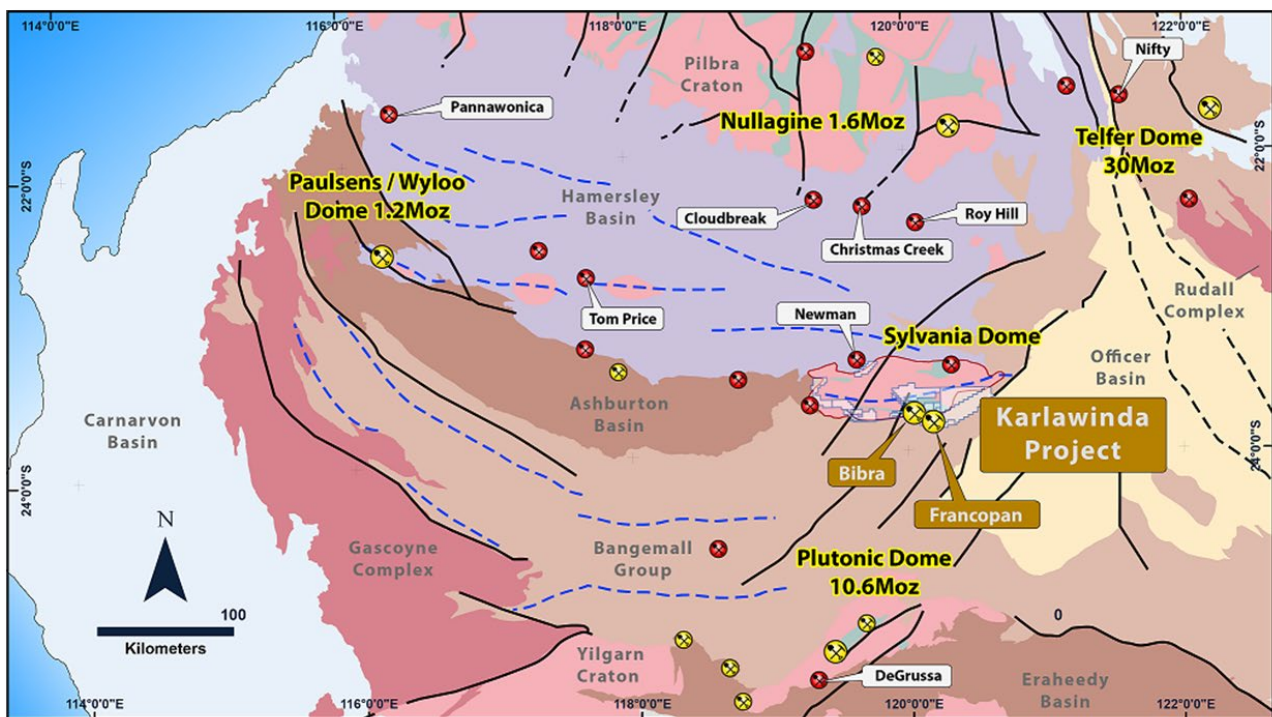 114°0'0"E
116°0'0"E
118°0'0"E
120°0'0"E
122°0'0"E
Nifty
Pilbra
Craton
Pannawonica
Nullagine 1.6Moz
Telfer Dome
30Moz
22°0'0"S
22°0'0"S
Paulsens / Wyloo
Dome 1.2Moz
Hamersley
Basin
Cloudbreak
Roy Hill
Christmas Creek
Rudall
Complex
Tom Price
Newman
Sylvania Dome
Officer
Basin
Ashburton
Basin
Carnarvon
Basin
Karlawinda
Project
24°0'0"S
24°0'0"S
Bibra
Francopan
N
Gascoyne
Complex
Bangemall
Group
Plutonic Dome
10.6Moz
100
Kilometers
0
Yilgarn
Craton
DeGrussa
Eraheedy
Basin
114°0'0"E
116°0'0"E
118°0'0"E
120°0'0"E
122°0'0"E